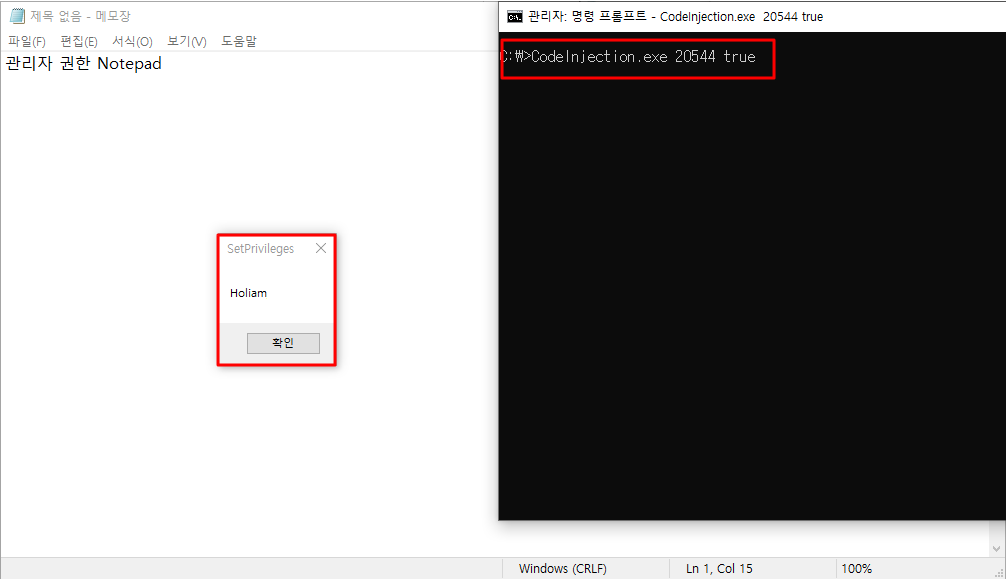 제목 없음 - 메모장
파일(F) 편집(E) 서식(O) 보기(V) 도움말
관리자 권한 Notepad
SetPrivileges
Holiam
확인
관리자: 명령 프롬프트 - CodeInjection.exe 20544 true
C:\>CodeInjection.exe 20544 true
Windows (CRLF)
Ln 1, Col 15
100%